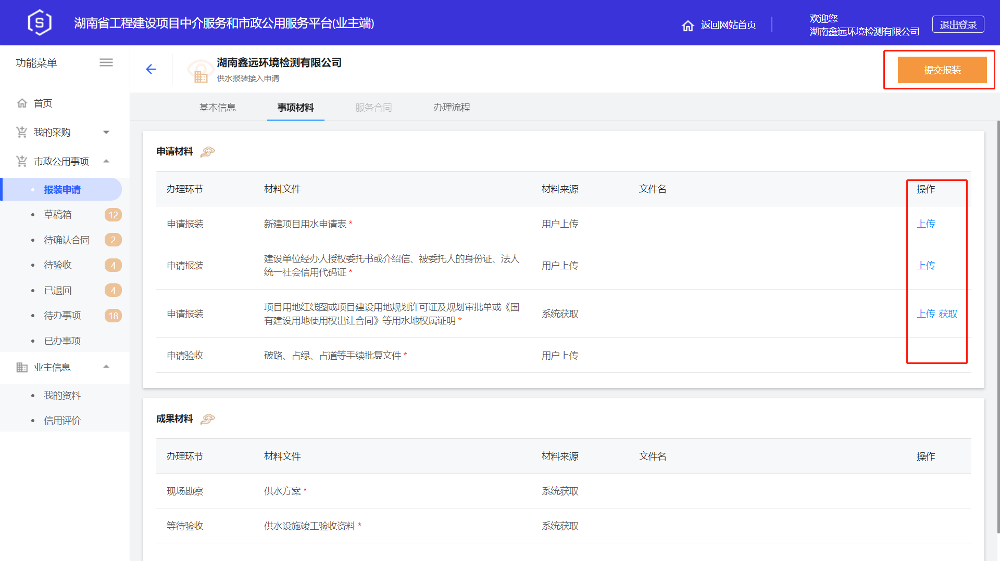 S
湖南省工程建设项目中介服务和市政公用服务平台(业主端)
返回网站首页
欢迎您
湖南鑫远环境检测有限公司
退出登录
功能菜单
首页
我的采购
市政公用事项
报装申请
草稿箱 12
待确认合同 2
待验收 4
已退回 4
待办事项 18
已办事项
业主信息
我的资料
信用评价
湖南鑫远环境检测有限公司
供水报装接入申请
提交报装
基本信息 事项材料 服务合同 办理流程
申请材料
办理环节 材料文件 材料来源 文件名 操作
申请报装 新建项目用水申请表 * 用户上传 上传
申请报装 建设单位经办人授权委托书或介绍信、被委托人的身份证、法人
统一社会信用代码证 * 用户上传 上传
申请报装 项目用地红线图或项目建设用地规划许可证及规划审批单或《国
有建设用地使用权出让合同》等用水地权属证明 * 系统获取 上传 获取
申请验收 破路、占绿、占道等手续批复文件 * 用户上传
成果材料
办理环节 材料文件 材料来源 文件名 操作
现场勘察 供水方案 * 系统获取
等待验收 供水设施竣工验收资料 * 系统获取